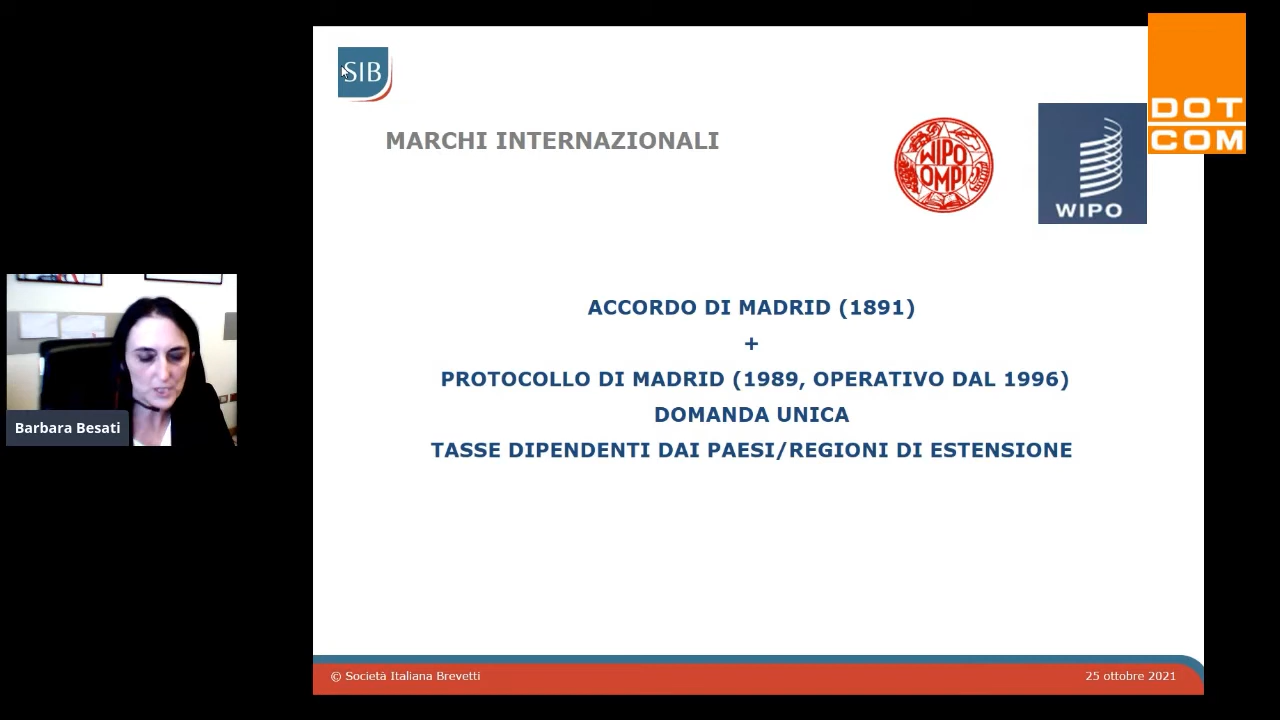 SIB
DOT
COM
MARCHI INTERNAZIONALI
WIPO
OMPI
WIPO
ACCORDO DI MADRID (1891)
+
PROTOCOLLO DI MADRID (1989, OPERATIVO DAL 1996)
DOMANDA UNICA
TASSE DIPENDENTI DAI PAESI/REGIONI DI ESTENSIONE
Barbara Besati
© Società Italiana Brevetti
25 ottobre 2021